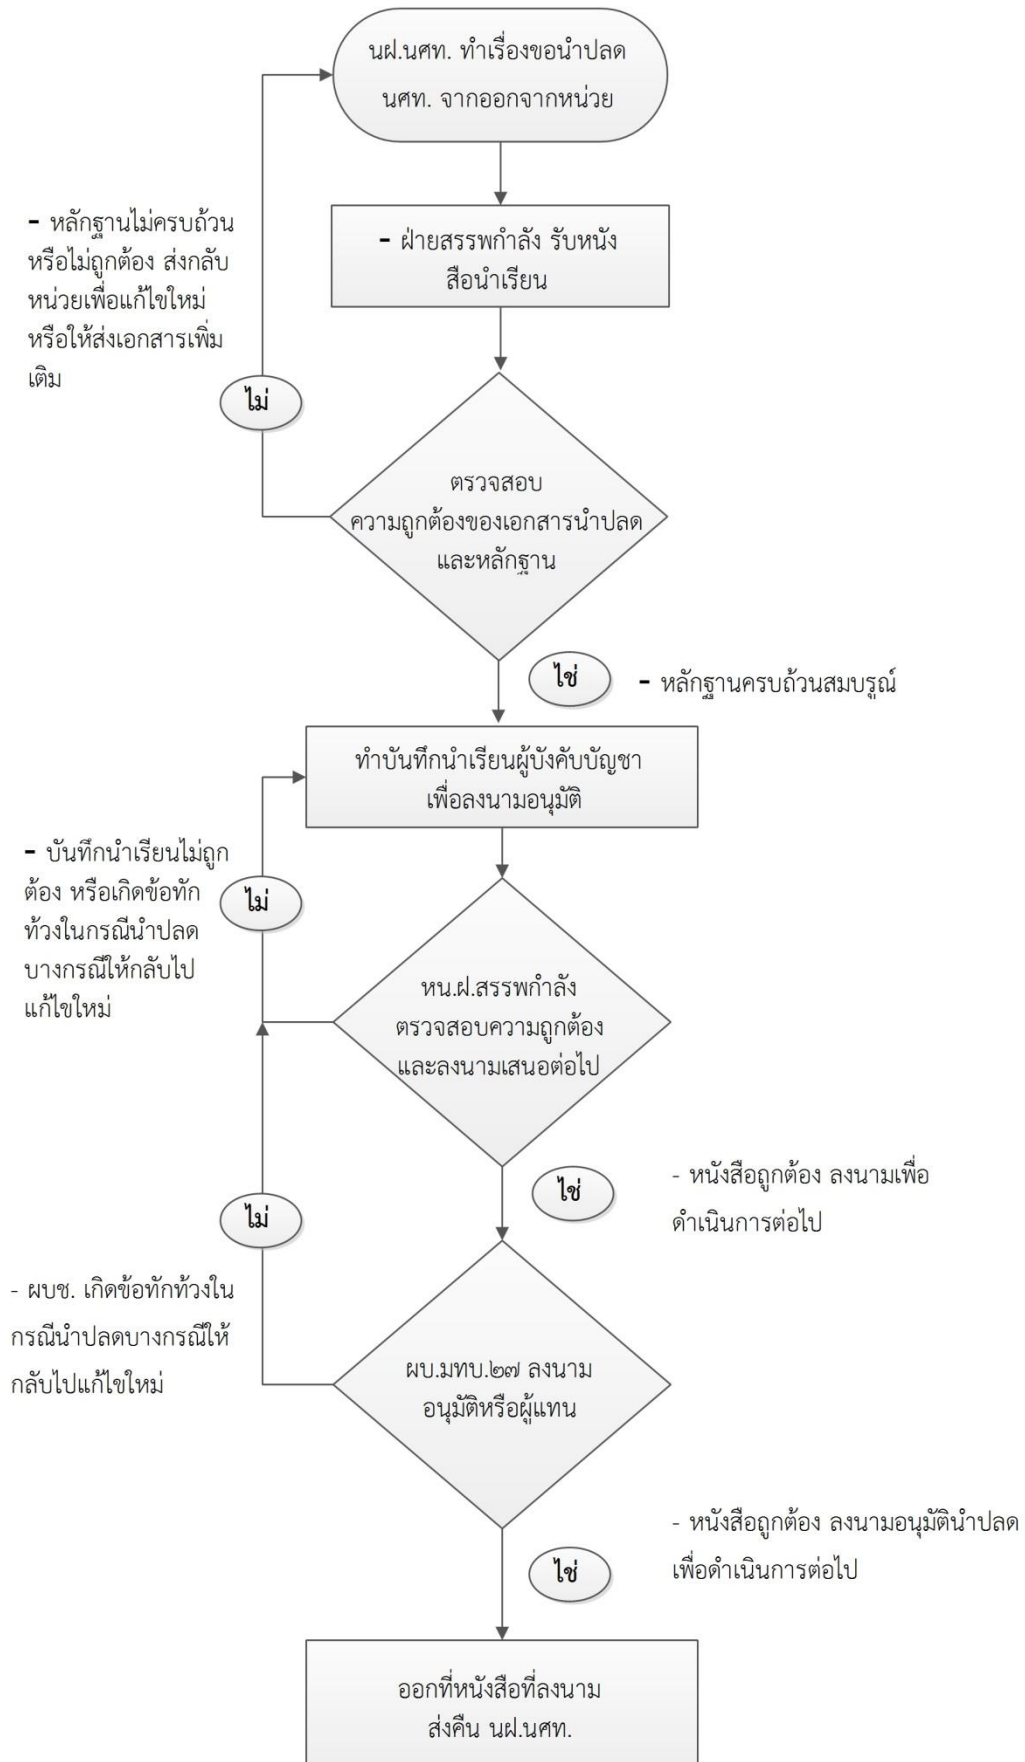 นฝ.นศท. ทำเรื่องขอนำปลด
นศท. จากออกจากหน่วย
- ฝ่ายสรรพกำลัง รับหนัง
สือนำเรียน
- หลักฐานไม่ครบถ้วน
หรือไม่ถูกต้อง ส่งกลับ
หน่วยเพื่อแก้ไขใหม่
หรือให้ส่งเอกสารเพิ่ม
เติม
ไม่
ตรวจสอบ
ความถูกต้องของเอกสารนำปลด
และหลักฐาน
ไช่
- หลักฐานครบถ้วนสมบรูณ์
ทำบันทึกนำเรียนผู้บังคับบัญชา
เพื่อลงนามอนุมัติ
- บันทึกนำเรียนไม่ถูก
ต้อง หรือเกิดข้อทัก
ท้วงในกรณีนำปลด
บางกรณีให้กลับไป
แก้ไขใหม่
ไม่
หน.ฝ.สรรพกำลัง
ตรวจสอบความถูกต้อง
และลงนามเสนอต่อไป
ไช่
- หนังสือถูกต้อง ลงนามเพื่อ
ดำเนินการต่อไป
ไม่
- ผบช. เกิดข้อทักท้วงใน
กรณีนำปลดบางกรณีให้
กลับไปแก้ไขใหม่
ผบ.มทบ.๒๗ ลงนาม
อนุมัติหรือผู้แทน
ไช่
- หนังสือถูกต้อง ลงนามอนุมัตินำปลด
เพื่อดำเนินการต่อไป
ออกที่หนังสือที่ลงนาม
ส่งคืน นฝ.นศท.